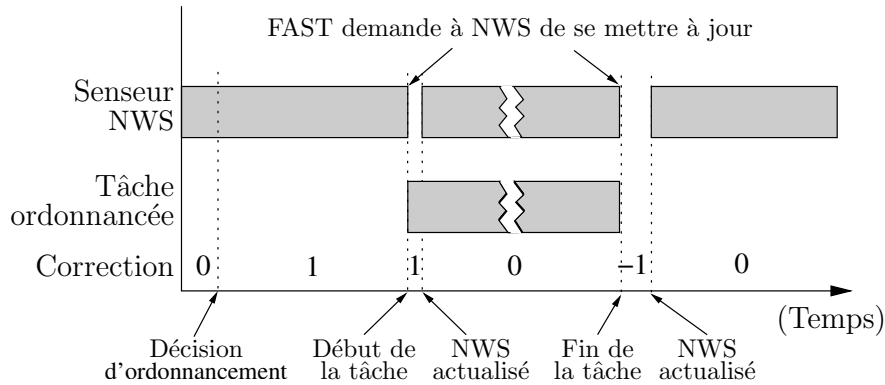 FAST demande à NWS de se mettre à jour
Senseur
NWS
Tâche
ordonnancée
Correction 0 1 1 0 −1 0
(Temps)
Décision
d'ordonnancement
Début de
la tâche
NWS
actualisé
Fin de
la tâche
NWS
actualisé